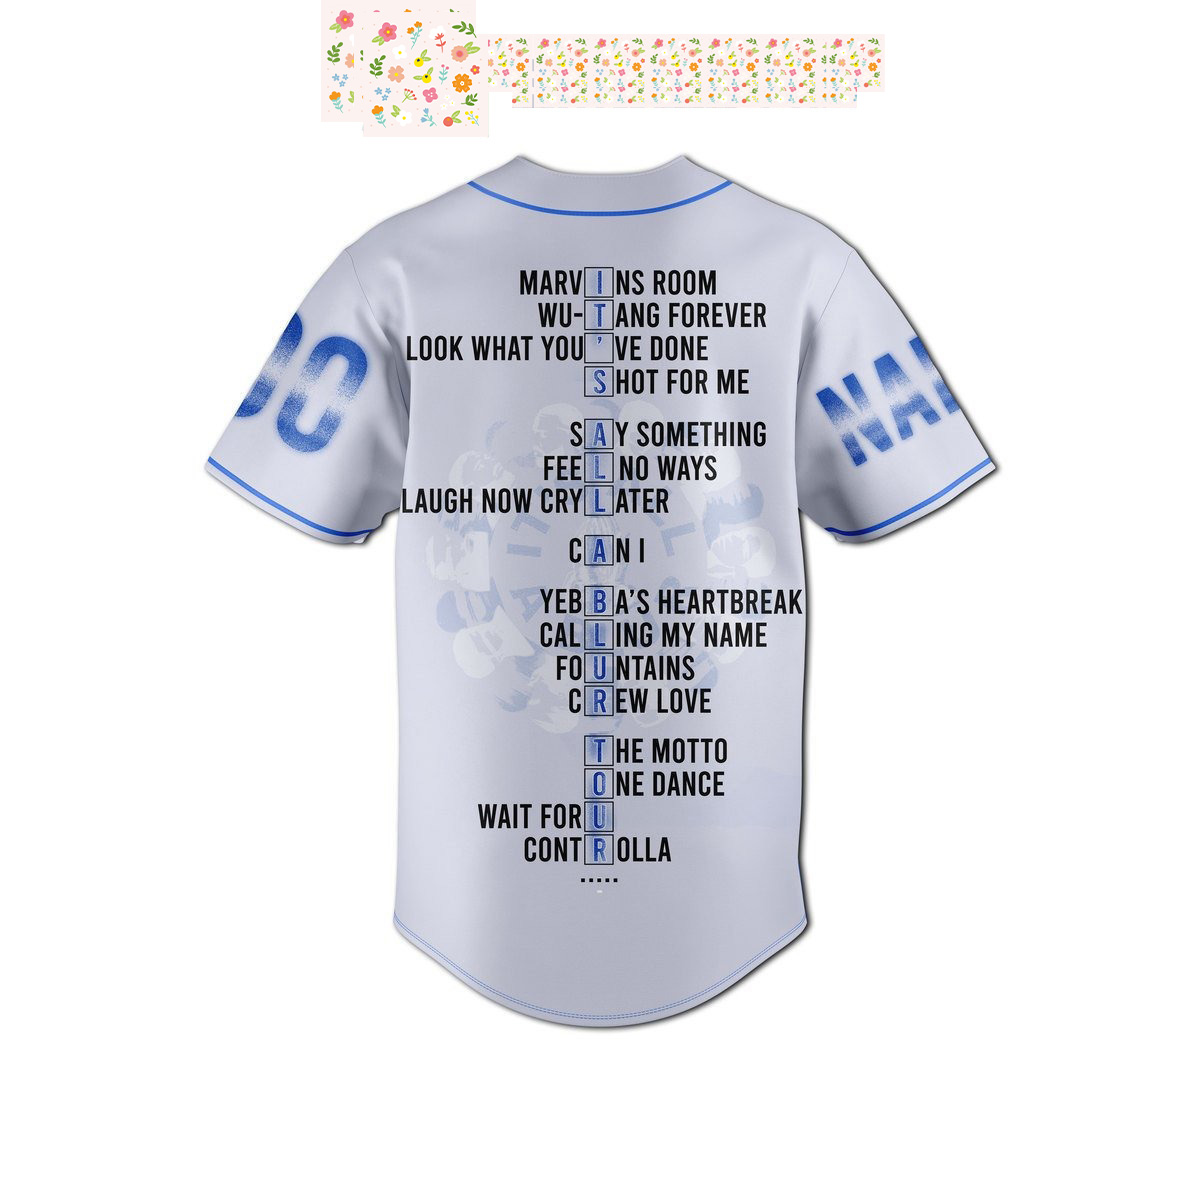 MARVINS ROOM
WU-TANG FOREVER
LOOK WHAT YOU'VE DONE
SHOT FOR ME
SAY SOMETHING
FEEL NO WAYS
LAUGH NOW CRY LATER
CAN I
YEBBA'S HEARTBREAK
CALLING MY NAME
FOUNTAINS
CREW LOVE
THE MOTTO
ONE DANCE
WAIT FOR U
CONTROLLA
.....
00
NA